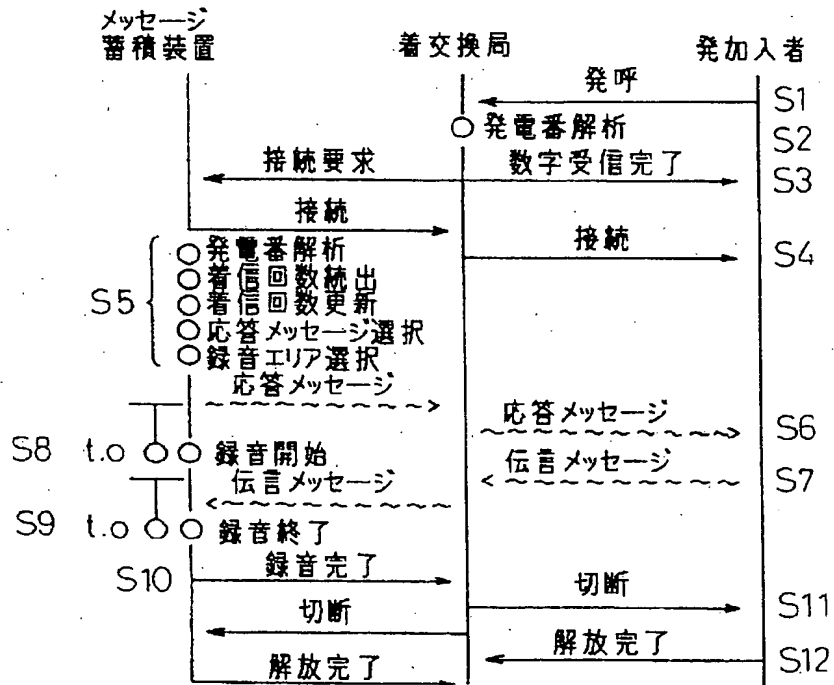 メッセージ
蓄積装置
着交換局
発加入者
発呼
S1
発電番解析
S2
接続要求
数字受信完了
S3
接続
接続
S4
S5
発電番解析
着信回数続出
着信回数更新
応答メッセージ選択
録音エリア選択
応答メッセージ
応答メッセージ
S6
S8 t.o 録音開始
伝言メッセージ
S7
伝言メッセージ
S9 t.o 録音終了
S10
録音完了
切断
S11
切断
解放完了
S12
解放完了